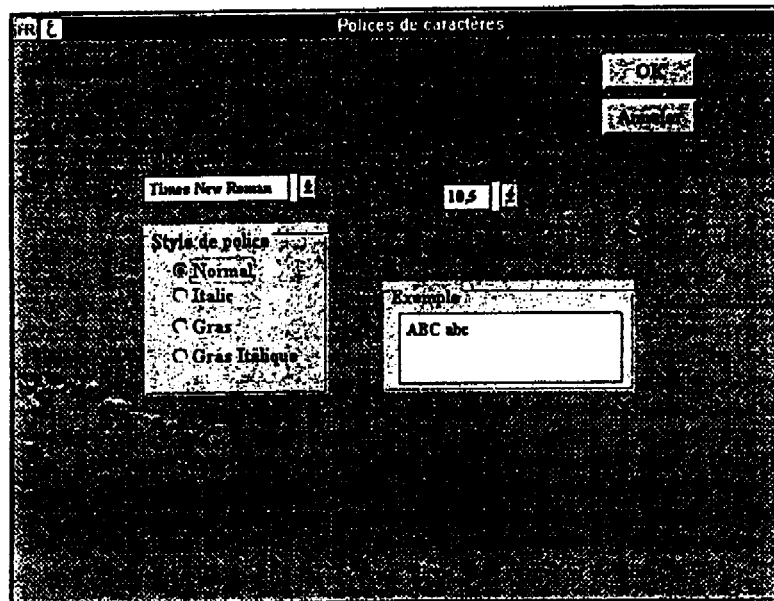 Polices de caractères
FR ع
OK
Annuler
Times New Roman
10,5
Style de police
Normal
Italic
Gras
Gras Italique
Exemple
ABC abc